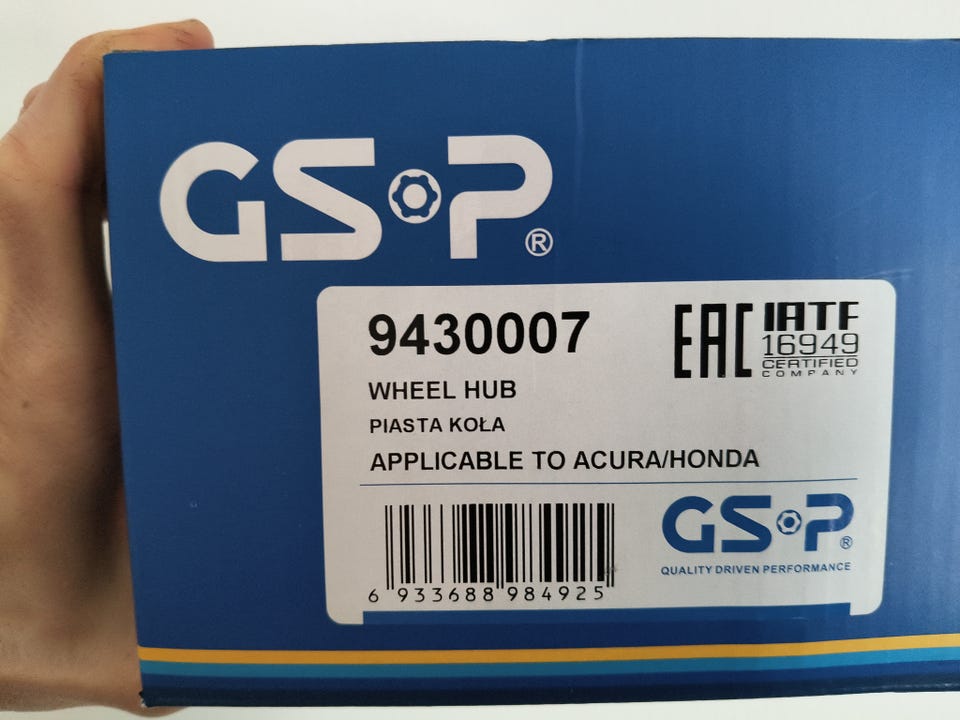 GSP®
9430007
WHEEL HUB
PIASTA KOŁA
APPLICABLE TO ACURA/HONDA
EAC
IATF
16949
CERTIFIED
COMPANY
6 933688 984925
GSP®
QUALITY DRIVEN PERFORMANCE